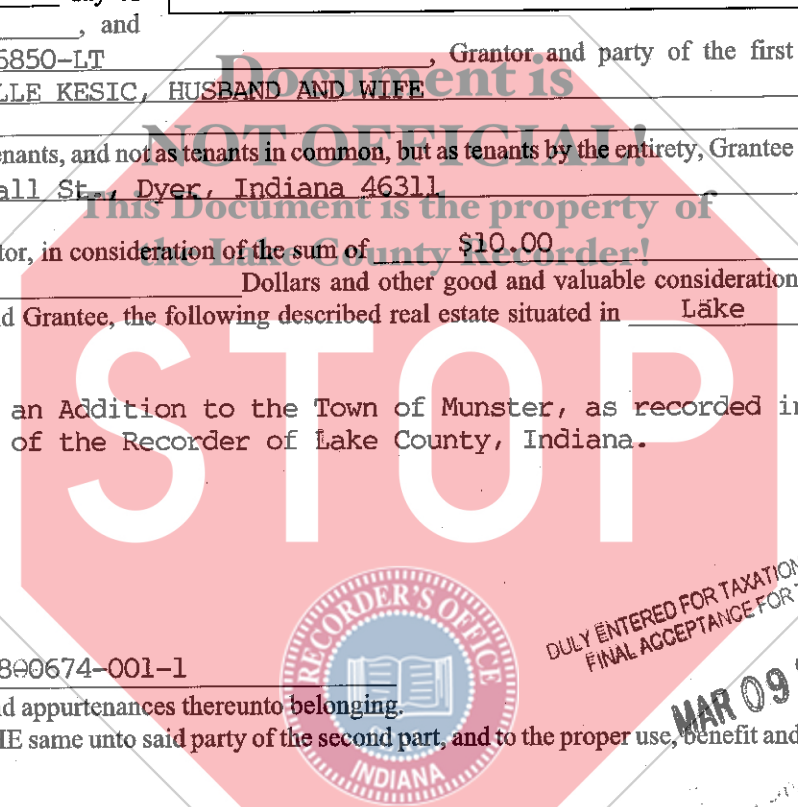 , and
5850-LT, Grantor and party of the first
Document is
LLE KESIC, HUSBAND AND WIFE
NOT OFFICIAL!
enants, and not as tenants in common, but as tenants by the entirety, Grantee
all St., Dyer, Indiana 46311
This Document is the property of
tor, in consideration of the sum of $10.00
the Lake County Recorder!
Dollars and other good and valuable consideration
d Grantee, the following described real estate situated in Lake
STOP
an Addition to the Town of Munster, as recorded in
of the Recorder of Lake County, Indiana.
DULY ENTERED FOR TAXATION
FINAL ACCEPTANCE FOR T
RECORDER'S OFFICE
800674-001-1
MAR 09
d appurtenances thereunto belonging.
IE same unto said party of the second part, and to the proper use, benefit and
INDIANA